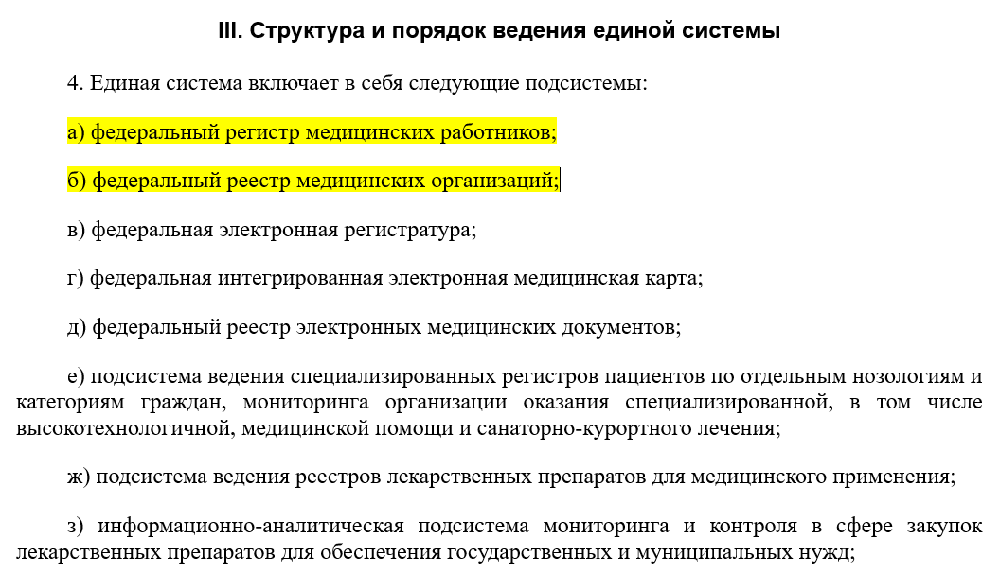 III. Структура и порядок ведения единой системы
4. Единая система включает в себя следующие подсистемы:
а) федеральный регистр медицинских работников;
б) федеральный реестр медицинских организаций;
в) федеральная электронная регистратура;
г) федеральная интегрированная электронная медицинская карта;
д) федеральный реестр электронных медицинских документов;
е) подсистема ведения специализированных регистров пациентов по отдельным нозологиям и
категориям граждан, мониторинга организации оказания специализированной, в том числе
высокотехнологичной, медицинской помощи и санаторно-курортного лечения;
ж) подсистема ведения реестров лекарственных препаратов для медицинского применения;
з) информационно-аналитическая подсистема мониторинга и контроля в сфере закупок
лекарственных препаратов для обеспечения государственных и муниципальных нужд;